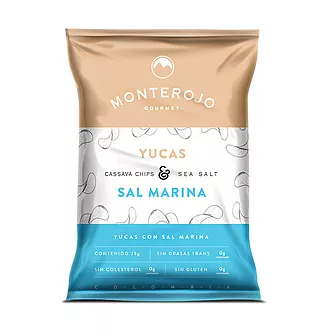 MONTEROJO
GOURMET
YUCAS
CASSAVA CHIPS & SEA SALT
SAL MARINA
YUCAS CON SAL MARINA
CONTENIDO 35g
SIN GRASAS TRANS. 0g
SIN COLESTEROL 0g
SIN GLUTEN 0g
COLOMBIA